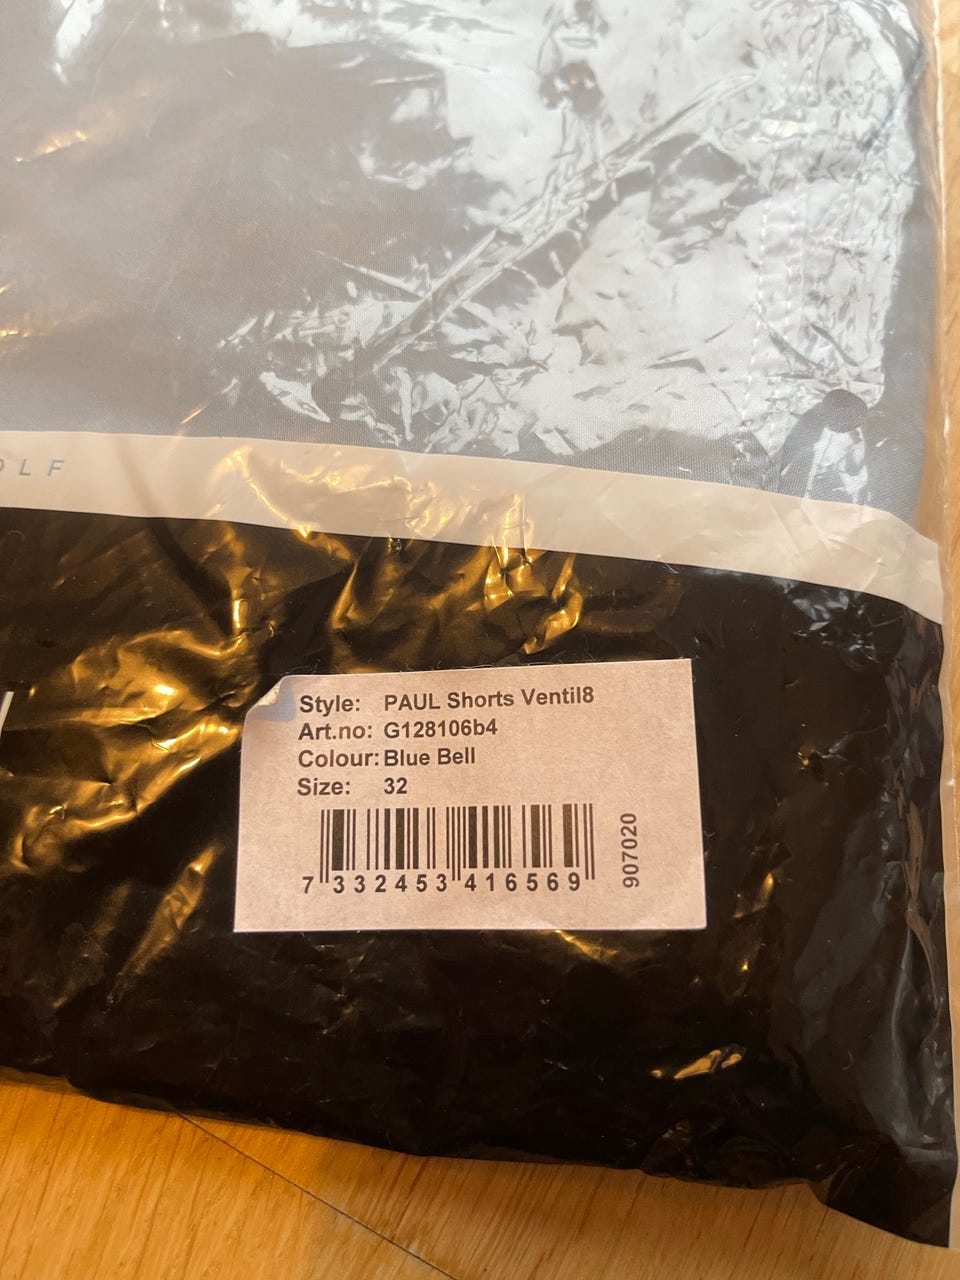 OLF
Style: PAUL Shorts Ventil8
Art.no: G128106b4
Colour: Blue Bell
Size: 32
7 332453 416569
907020